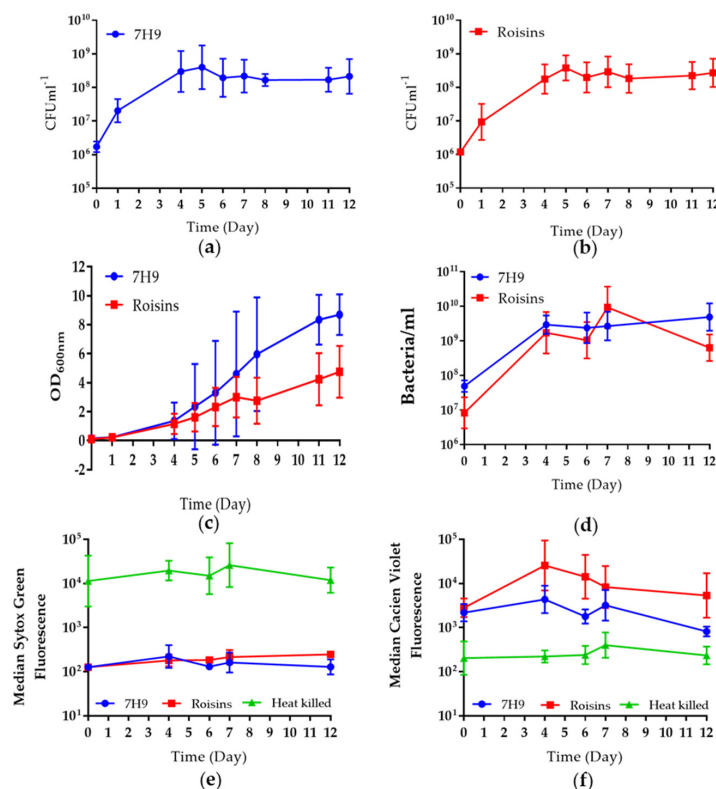 10^10
10^9
10^8
10^7
10^6
10^5
CFUml^-1
7H9
0 1 2 3 4 5 6 7 8 9 10 11 12
Time (Day)
(a)
10^10
10^9
10^8
10^7
10^6
10^5
CFUml^-1
Roisins
0 1 2 3 4 5 6 7 8 9 10 11 12
Time (Day)
(b)
10
8
6
4
2
0
-2
OD600nm
7H9
Roisins
0 1 2 3 4 5 6 7 8 9 10 11 12
Time (Day)
(c)
10^11
10^10
10^9
10^8
10^7
10^6
Bacteria/ml
7H9
Roisins
0 1 2 3 4 5 6 7 8 9 10 11 12
Time (Day)
(d)
10^5
10^4
10^3
10^2
10^1
Median Sytox Green
Fluorescence
7H9 Roisins Heat killed
0 1 2 3 4 5 6 7 8 9 10 11 12
Time (Day)
(e)
10^5
10^4
10^3
10^2
10^1
Median Cacien Violet
Fluorescence
7H9 Roisins Heat killed
0 1 2 3 4 5 6 7 8 9 10 11 12
Time (Day)
(f)